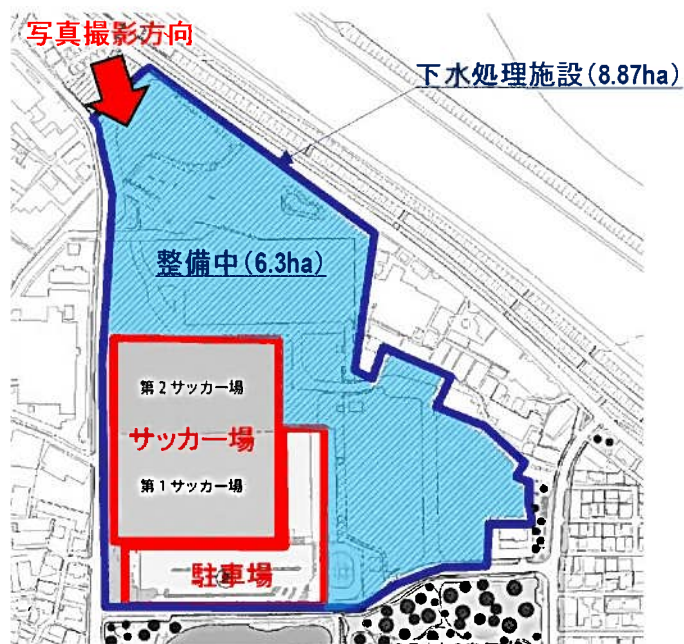 写真撮影方向
下水処理施設(8.87ha)
整備中(6.3ha)
第2サッカー場
サッカー場
第1サッカー場
駐車場